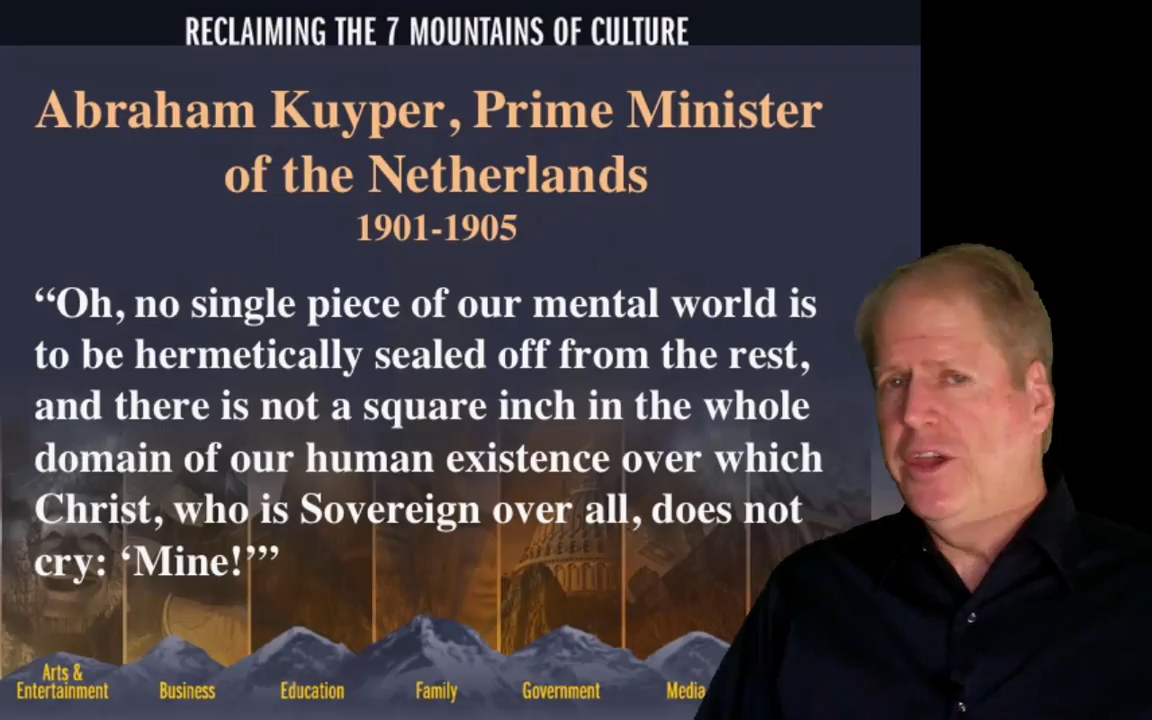 RECLAIMING THE 7 MOUNTAINS OF CULTURE
Abraham Kuyper, Prime Minister
of the Netherlands
1901-1905
“Oh, no single piece of our mental world is
to be hermetically sealed off from the rest,
and there is not a square inch in the whole
domain of our human existence over which
Christ, who is Sovereign over all, does not
cry: ‘Mine!’”
Arts &
Entertainment
Business
Education
Family
Government
Media